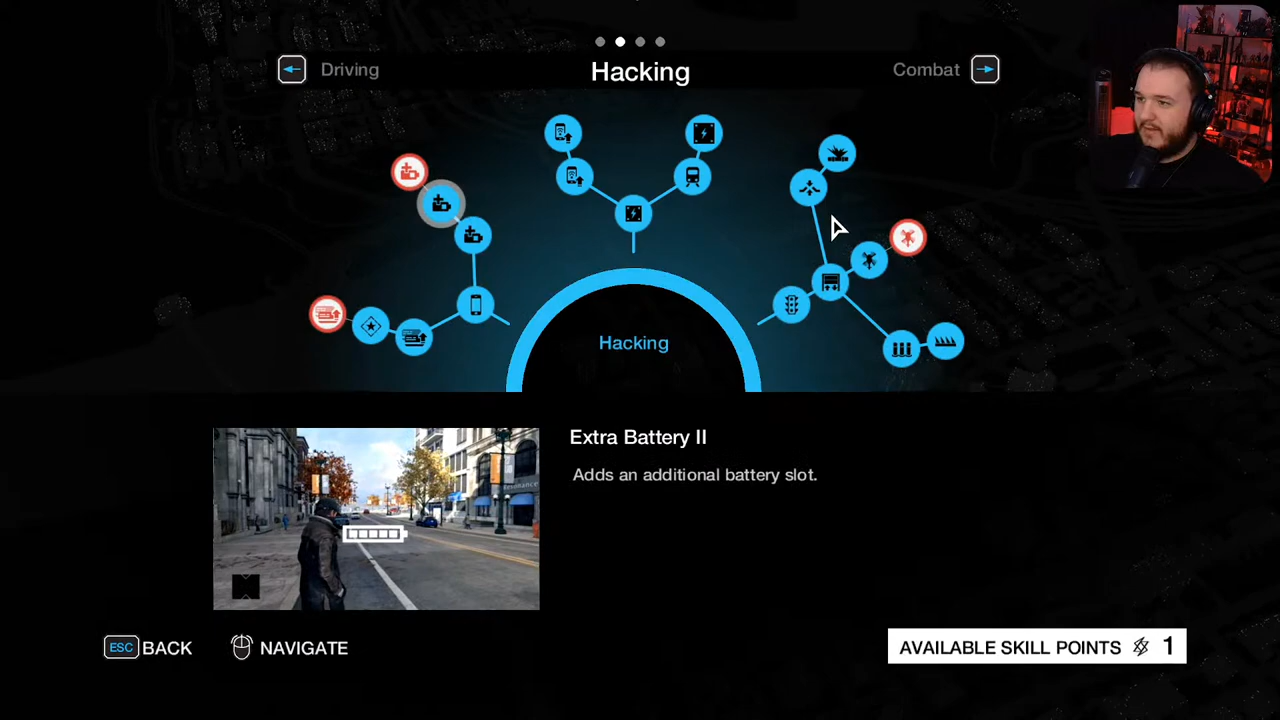 Driving
Hacking
Combat
Hacking
Extra Battery II
Adds an additional battery slot.
ESC BACK
NAVIGATE
AVAILABLE SKILL POINTS 1